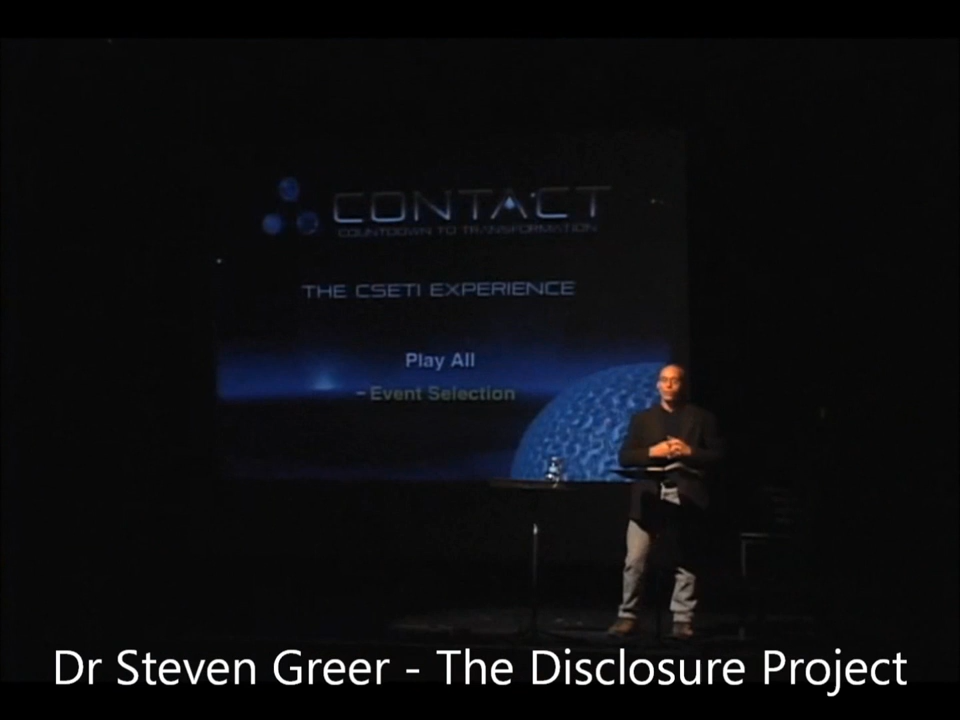 CONTACT
COUNTDOWN TO TRANSFORMATION
THE CSETI EXPERIENCE
Play All
- Event Selection
Dr Steven Greer - The Disclosure Project